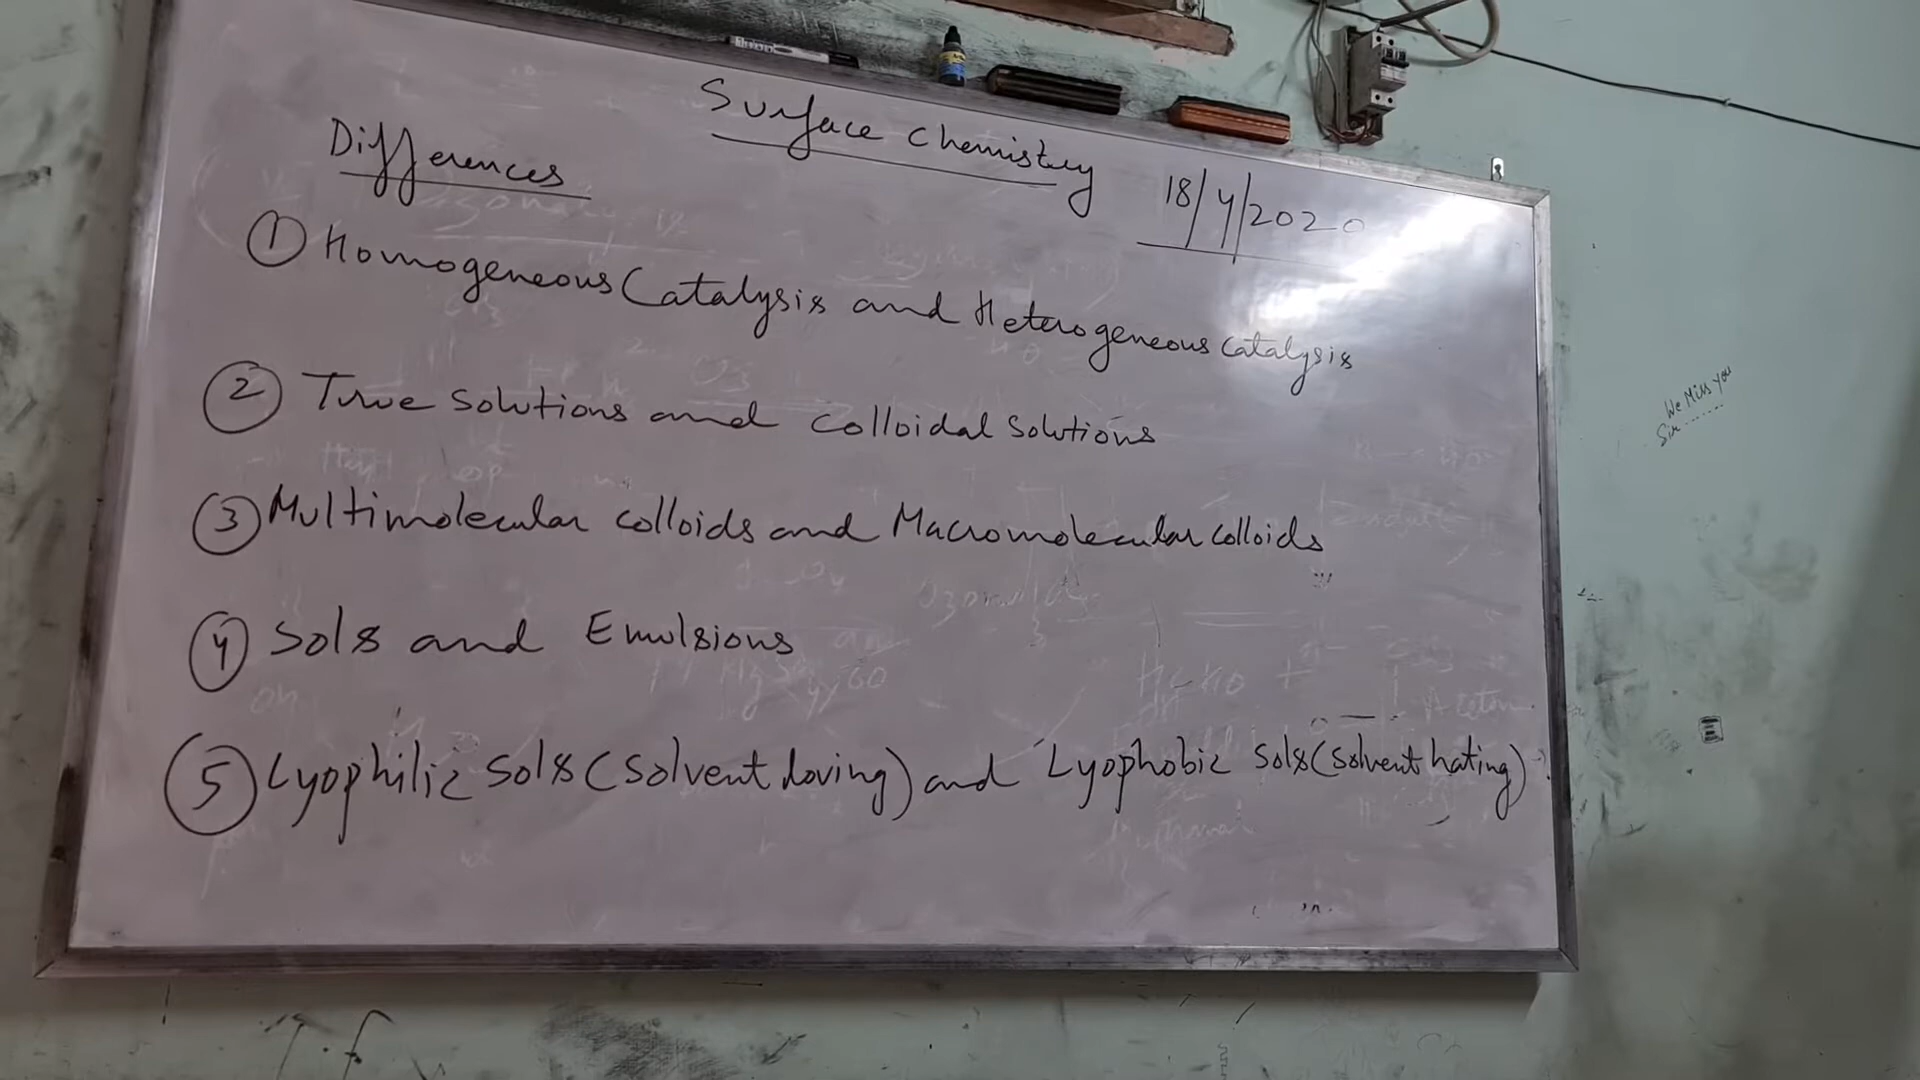 Surface Chemistry
Differences
18/4/2020
① Homogeneous Catalysis and Heterogeneous catalysis
② True solutions and colloidal solutions
③ Multimolecular colloids and Macromolecular colloids
④ Sols and Emulsions
⑤ Lyophilic sols (solvent loving) and Lyophobic sols (solvent hating)
We Miss you
Sir......
T.f